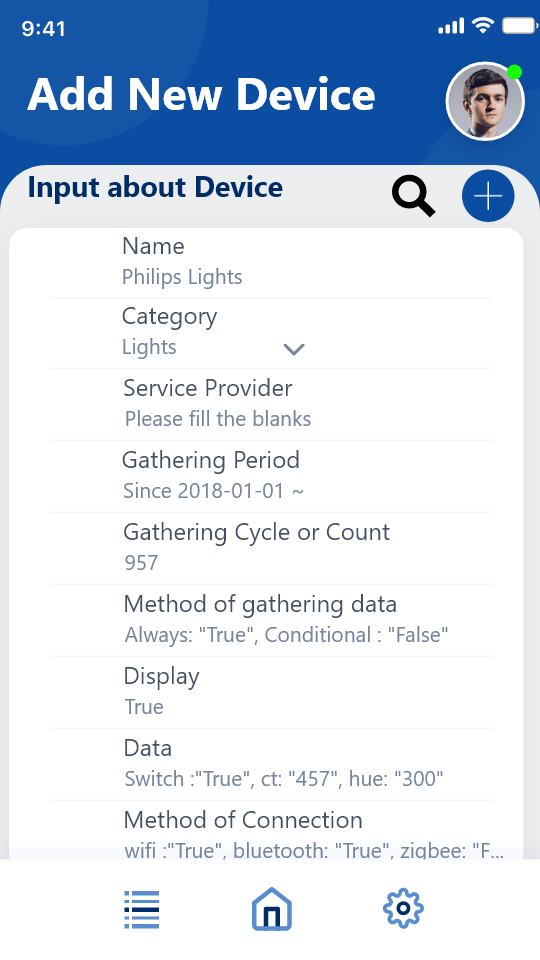 9:41
Add New Device
Input about Device
Name
Philips Lights
Category
Lights
Service Provider
Please fill the blanks
Gathering Period
Since 2018-01-01 ~
Gathering Cycle or Count
957
Method of gathering data
Always: "True", Conditional : "False"
Display
True
Data
Switch :"True", ct: "457", hue: "300"
Method of Connection
wifi :"True", bluetooth: "True", zigbee: "F...